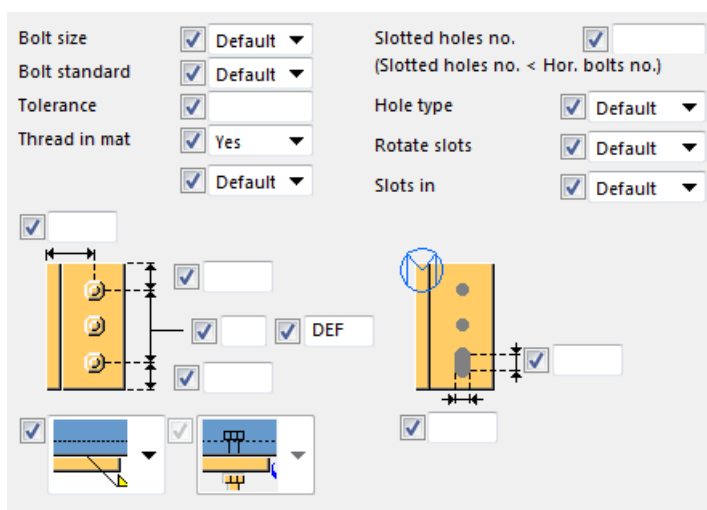 Bolt size Default
Slotted holes no.
Bolt standard Default
(Slotted holes no. < Hor. bolts no.)
Tolerance
Hole type Default
Thread in mat Yes
Rotate slots Default
Default
Slots in Default
DEF